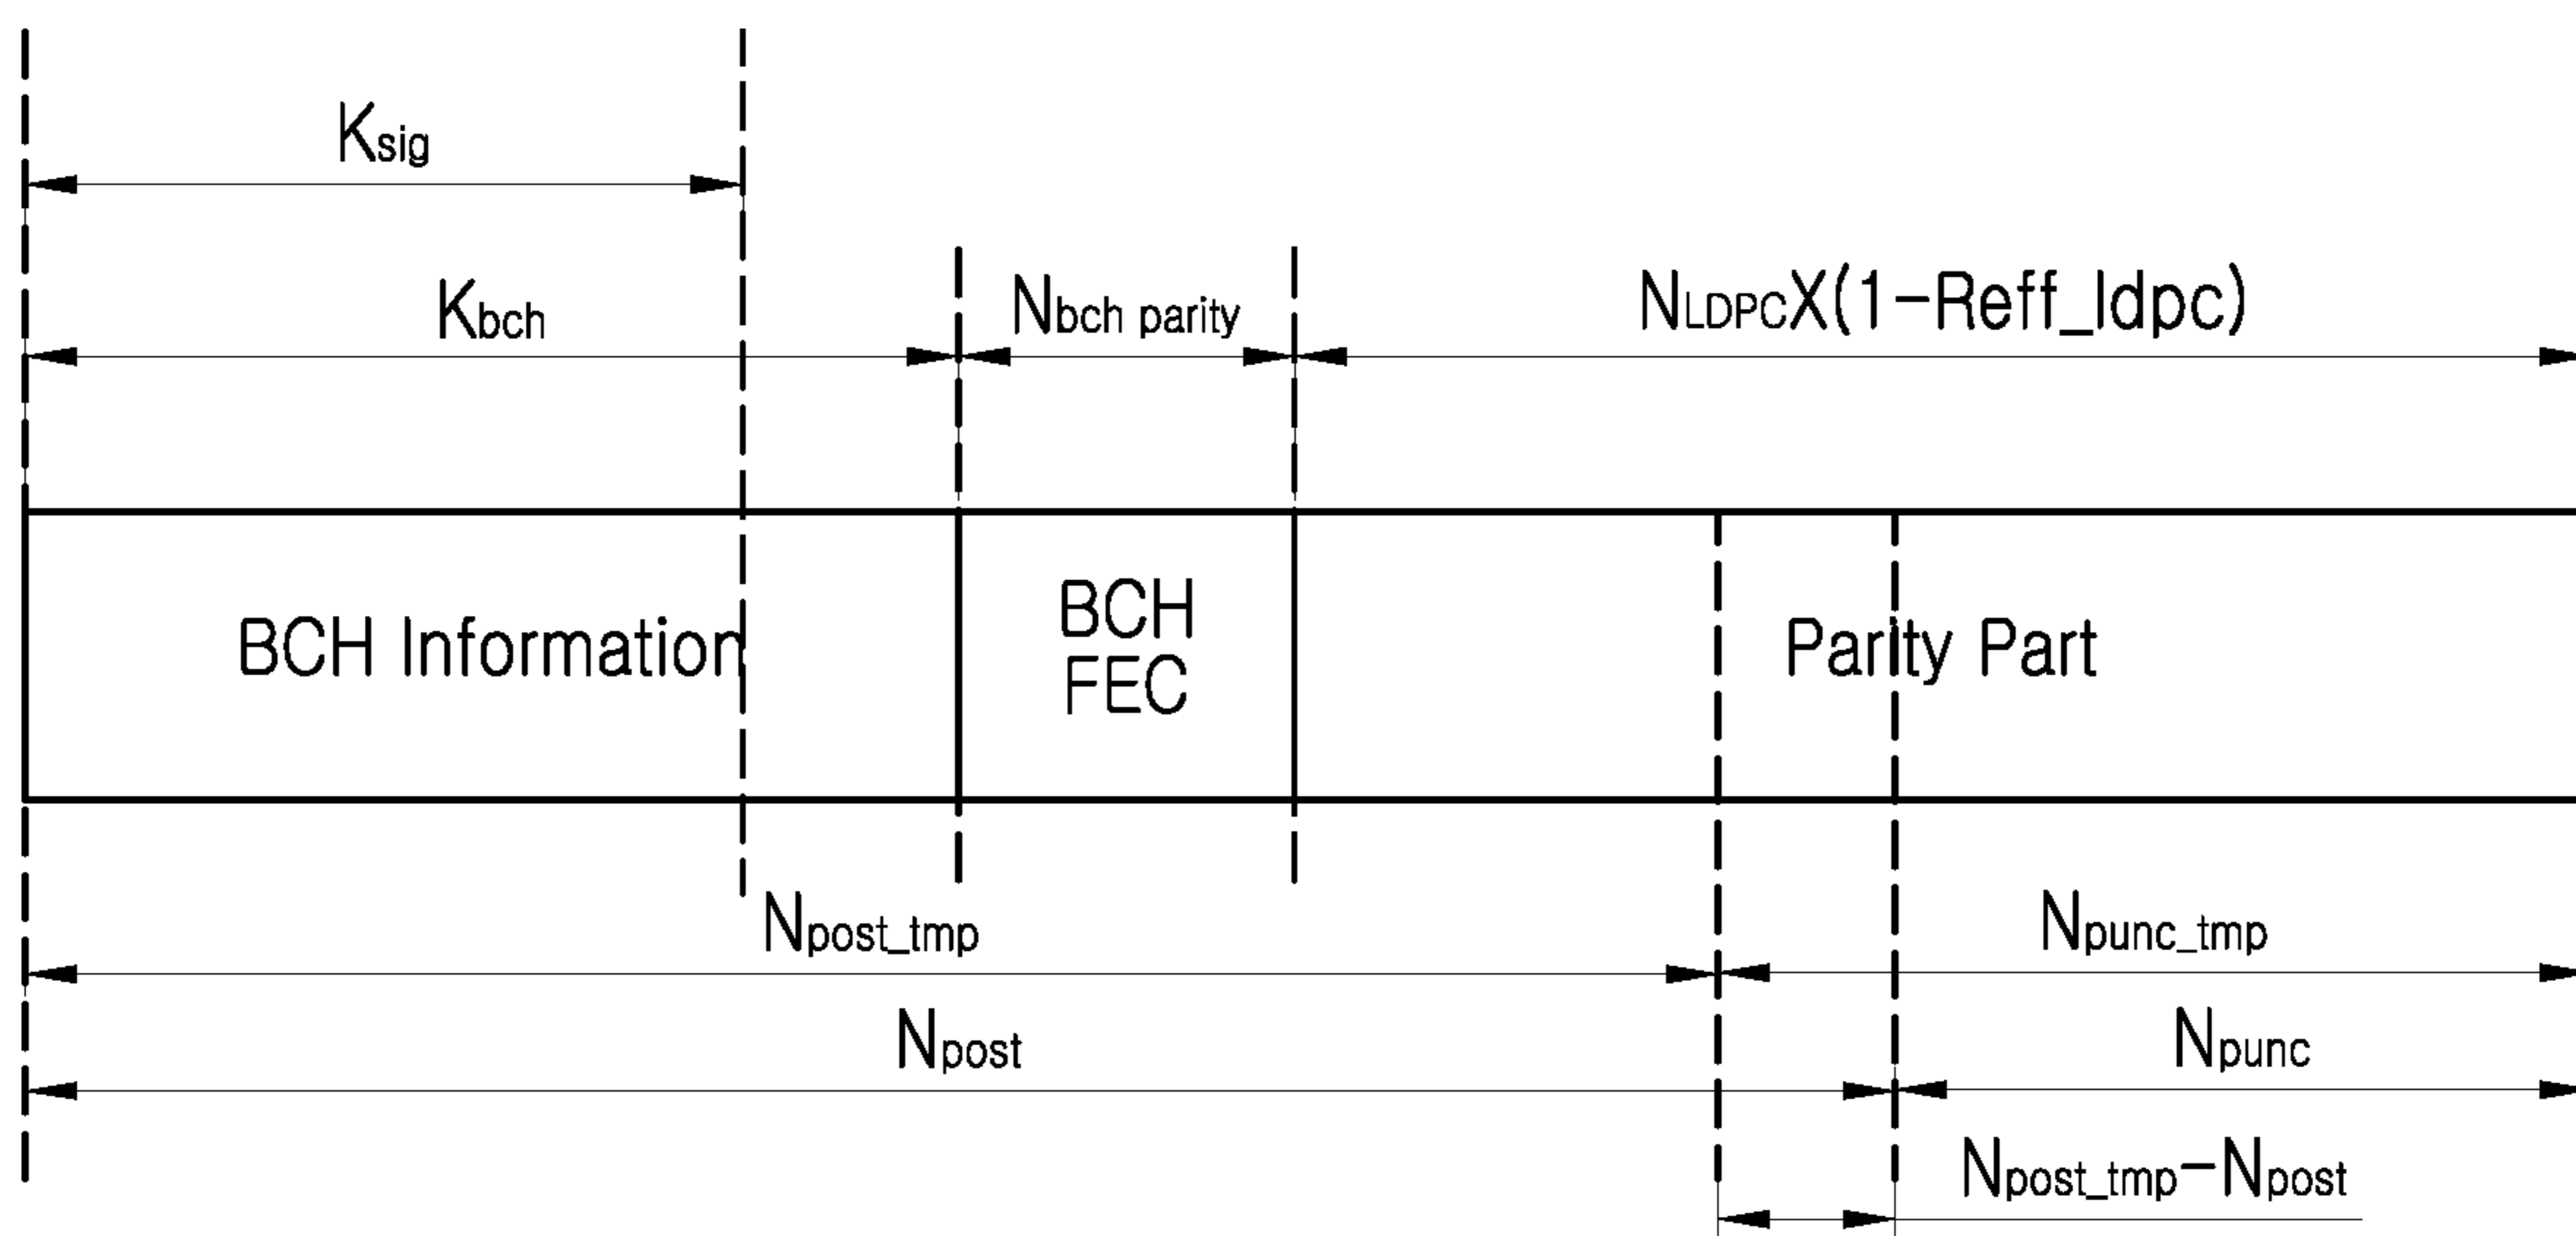 Ksig
Kbch
Nbch parity
NLDPCX(1-Reff_ldpc)
BCH Information
BCH
FEC
Parity Part
Npost_tmp
Npunc_tmp
Npost
Npunc
Npost_tmp-Npost